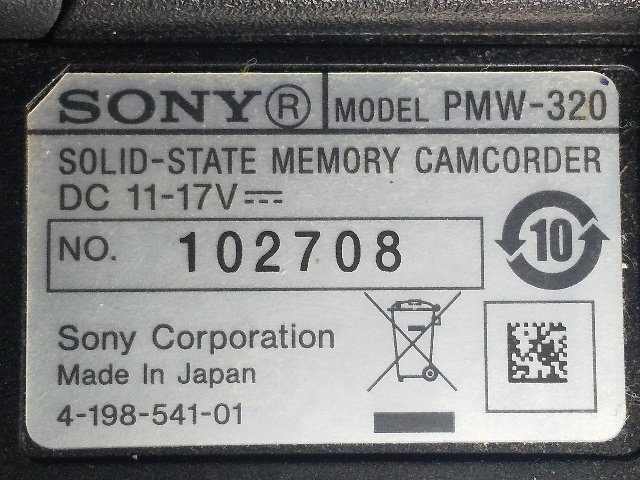 SONY® MODEL PMW-320
SOLID-STATE MEMORY CAMCORDER
DC 11-17V⎓
NO. 102708
10
Sony Corporation
Made In Japan
4-198-541-01